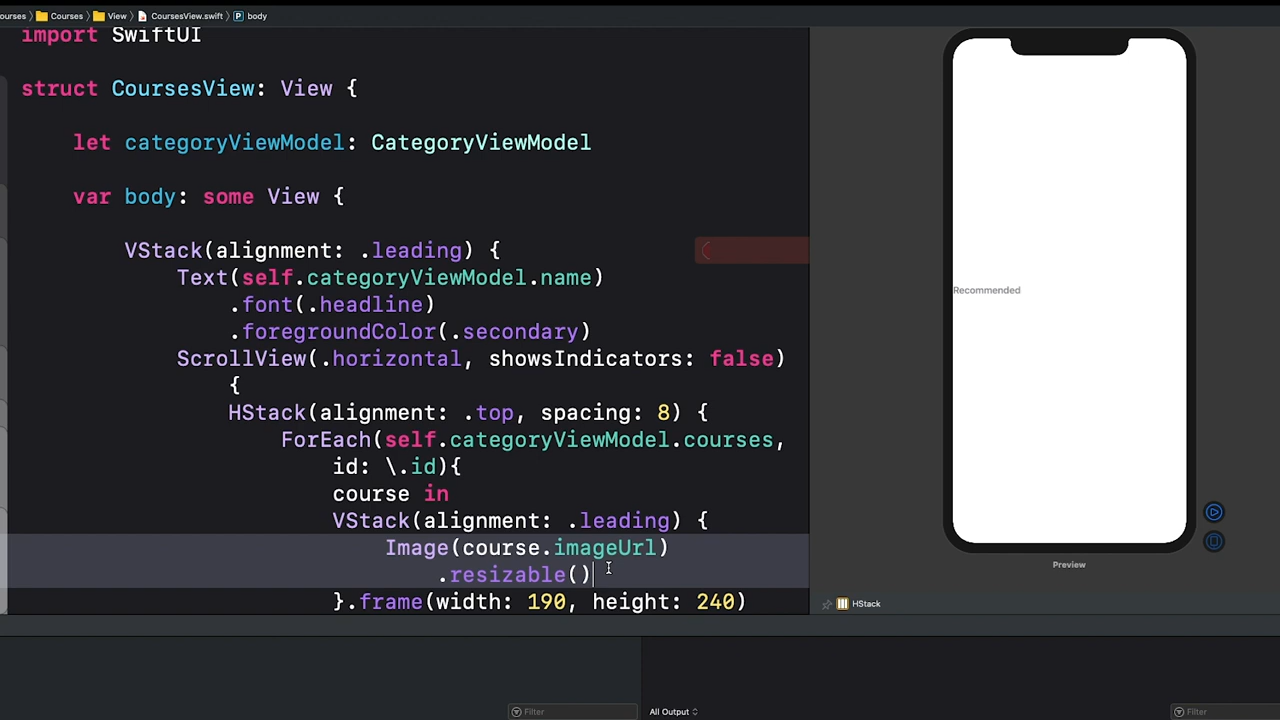 ourses › Courses › View › CoursesView.swift › P body
import SwiftUI
struct CoursesView: View {
let categoryViewModel: CategoryViewModel
var body: some View {
VStack(alignment: .leading) {
Text(self.categoryViewModel.name)
.font(.headline)
.foregroundColor(.secondary)
ScrollView(.horizontal, showsIndicators: false)
{
HStack(alignment: .top, spacing: 8) {
ForEach(self.categoryViewModel.courses,
id: \.id){
course in
VStack(alignment: .leading) {
Image(course.imageUrl)
.resizable()
}.frame(width: 190, height: 240)
Recommended
Preview
HStack
Filter
All Output
Filter